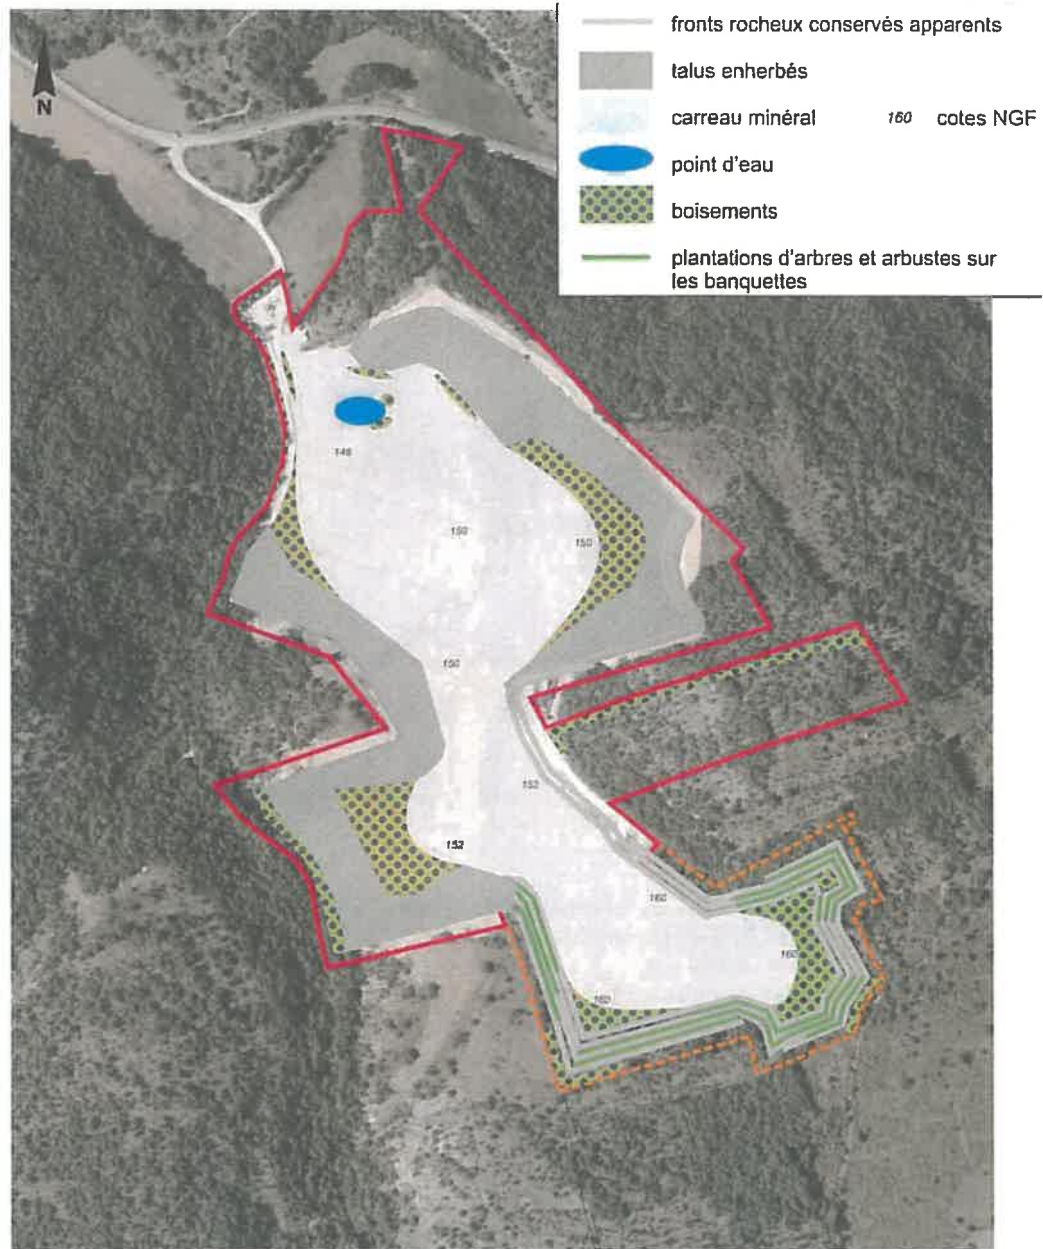 fronts rocheux conservés apparents
talus enherbés
carreau minéral 160 cotes NGF
point d'eau
boisements
plantations d'arbres et arbustes sur
les banquettes
N
146
150
150
150
152
152
160
160
160